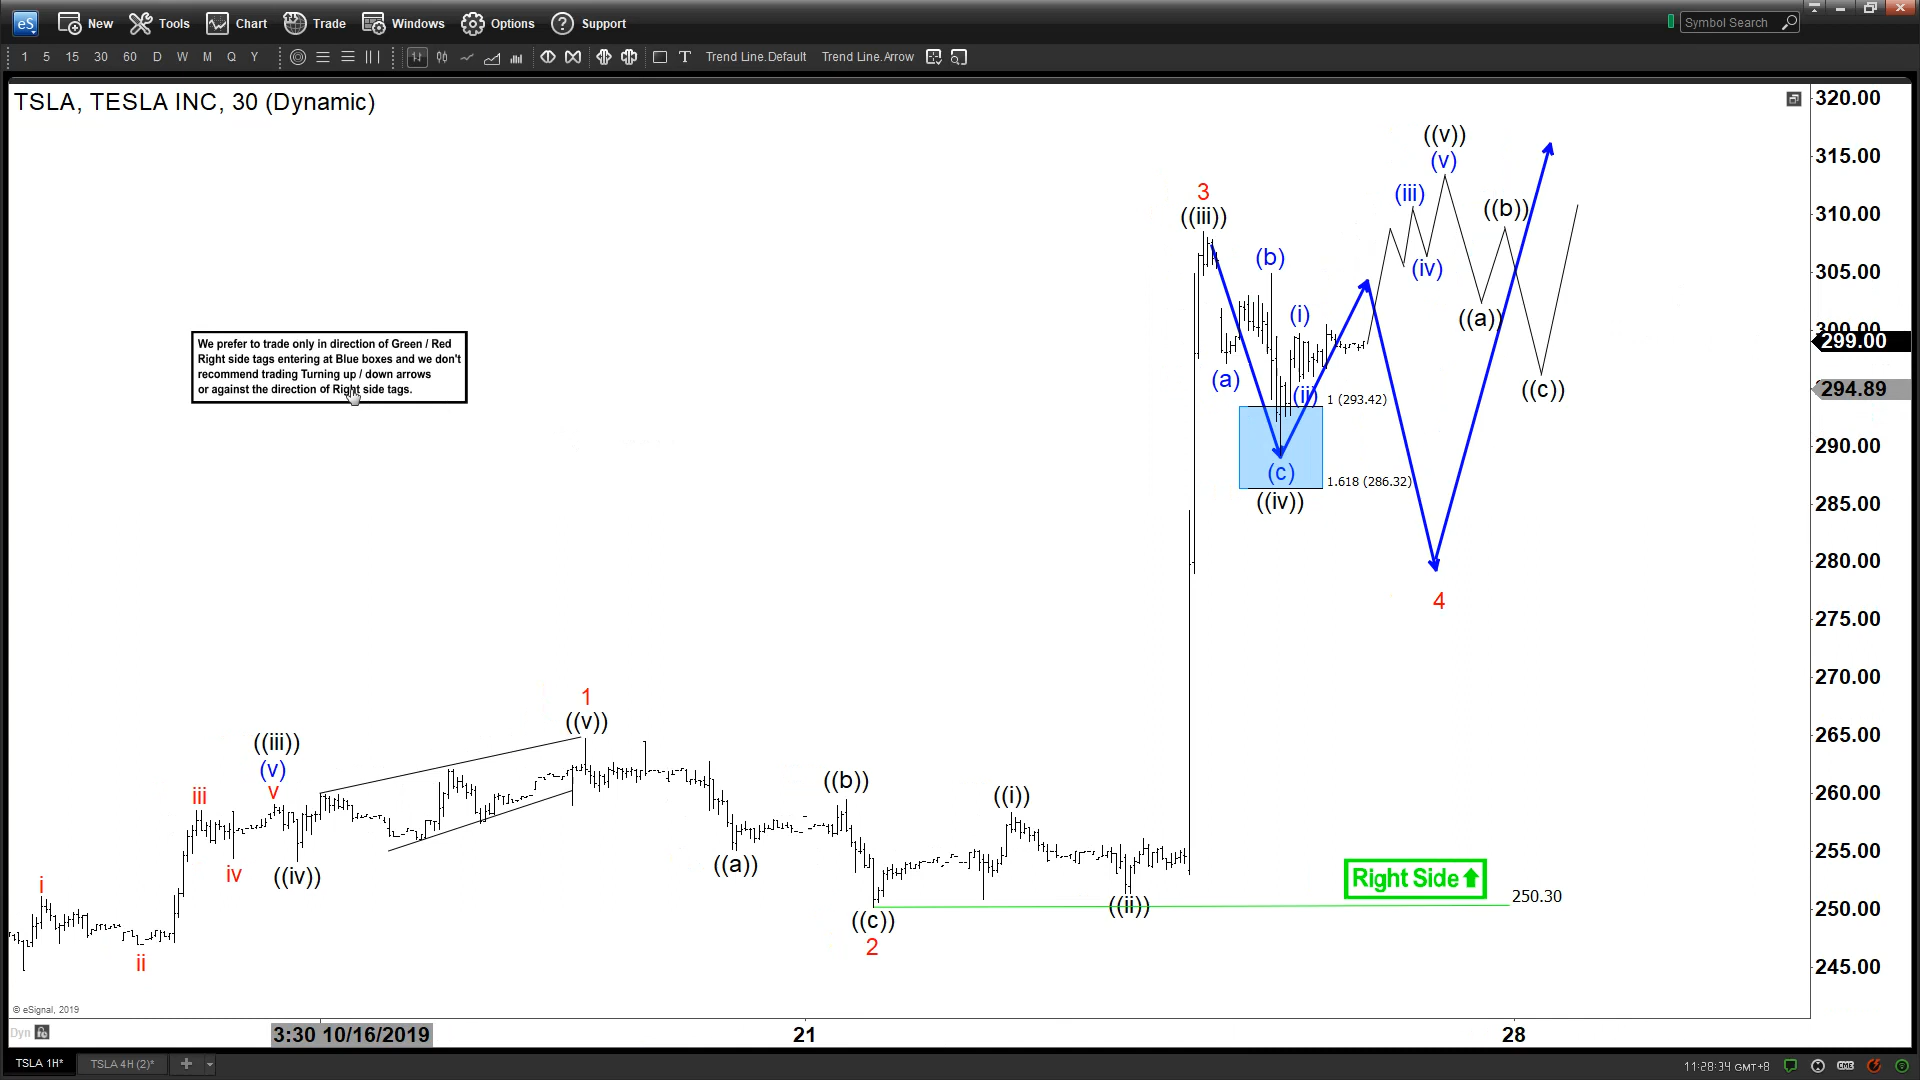 eS New Tools Chart Trade Windows Options Support Symbol Search
1 5 15 30 60 D W M Q Y T Trend Line.Default Trend Line.Arrow
TSLA, TESLA INC, 30 (Dynamic)
320.00
((v))
315.00
(v)
3
(iii)
((iii))
((b))
310.00
(b)
(iv)
305.00
(i)
((a))
300.00
299.00
We prefer to trade only in direction of Green / Red
Right side tags entering at Blue boxes and we don't
recommend trading Turning up / down arrows
or against the direction of Right side tags.
(a)
(ii)
1 (293.42)
((c))
294.89
290.00
(c)
1.618 (286.32)
((iv))
285.00
280.00
4
275.00
270.00
1
((v))
265.00
((iii))
(v)
v
iii
((b))
((i))
260.00
255.00
((a))
iv
((iv))
i
Right Side
250.30
((ii))
250.00
((c))
2
ii
245.00
© eSignal, 2019
Dyn
3:30 10/16/2019
21
28
TSLA 1H* TSLA 4H (2)* +
11:28:34 GMT+8 CME